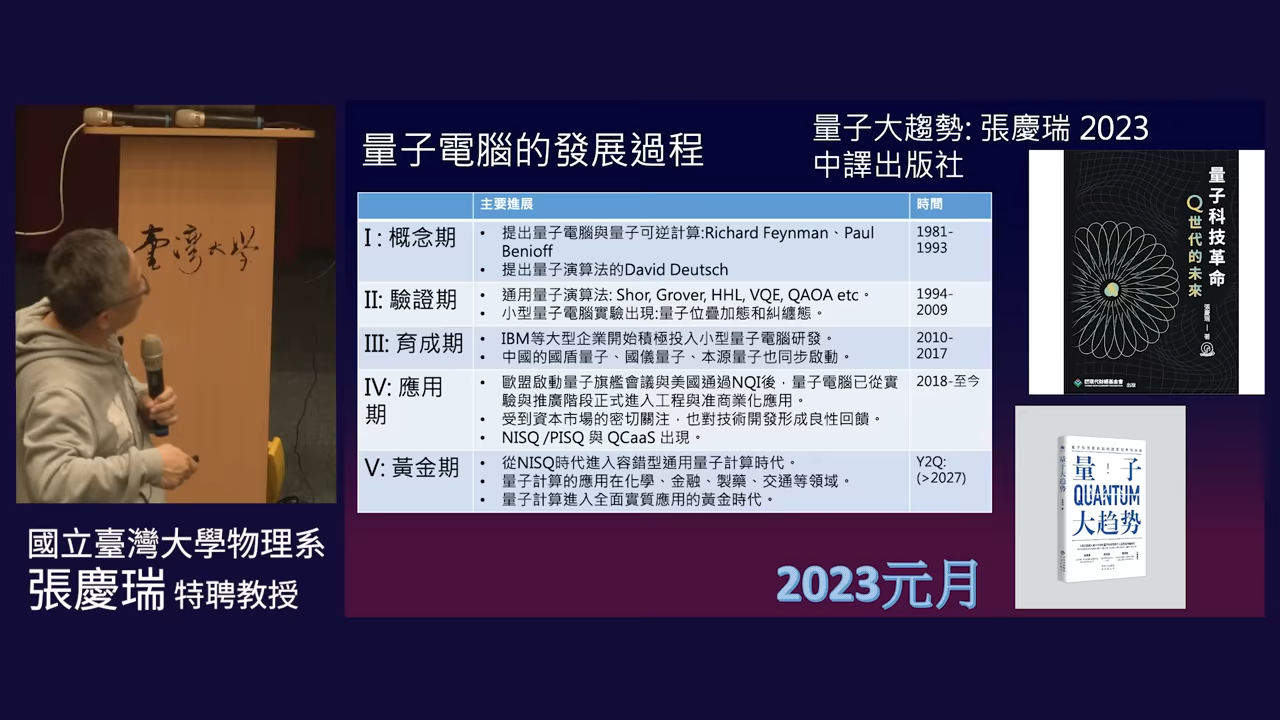 臺灣大學
國立臺灣大學物理系
張慶瑞 特聘教授
量子電腦的發展過程
量子大趨勢: 張慶瑞 2023
中譯出版社
主要進展
時間
I : 概念期
• 提出量子電腦與量子可逆計算:Richard Feynman、Paul
Benioff
• 提出量子演算法的David Deutsch
1981-
1993
II: 驗證期
• 通用量子演算法: Shor, Grover, HHL, VQE, QAOA etc。
• 小型量子電腦實驗出現:量子位疊加態和糾纏態。
1994-
2009
III: 育成期
• IBM等大型企業開始積極投入小型量子電腦研發。
• 中國的國盾量子、國儀量子、本源量子也同步啟動。
2010-
2017
IV: 應用
期
• 歐盟啟動量子旗艦會議與美國通過NQI後，量子電腦已從實
驗與推廣階段正式進入工程與准商業化應用。
• 受到資本市場的密切關注，也對技術開發形成良性回饋。
• NISQ /PISQ 與 QCaaS 出現。
2018-至今
V: 黃金期
• 從NISQ時代進入容錯型通用量子計算時代。
• 量子計算的應用在化學、金融、製藥、交通等領域。
• 量子計算進入全面實質應用的黃金時代。
Y2Q:
(>2027)
2023元月
量子科技革命
Q世代的未來
張慶瑞 著
出版
量！子
QUANTUM
大趋势
量子大趋势